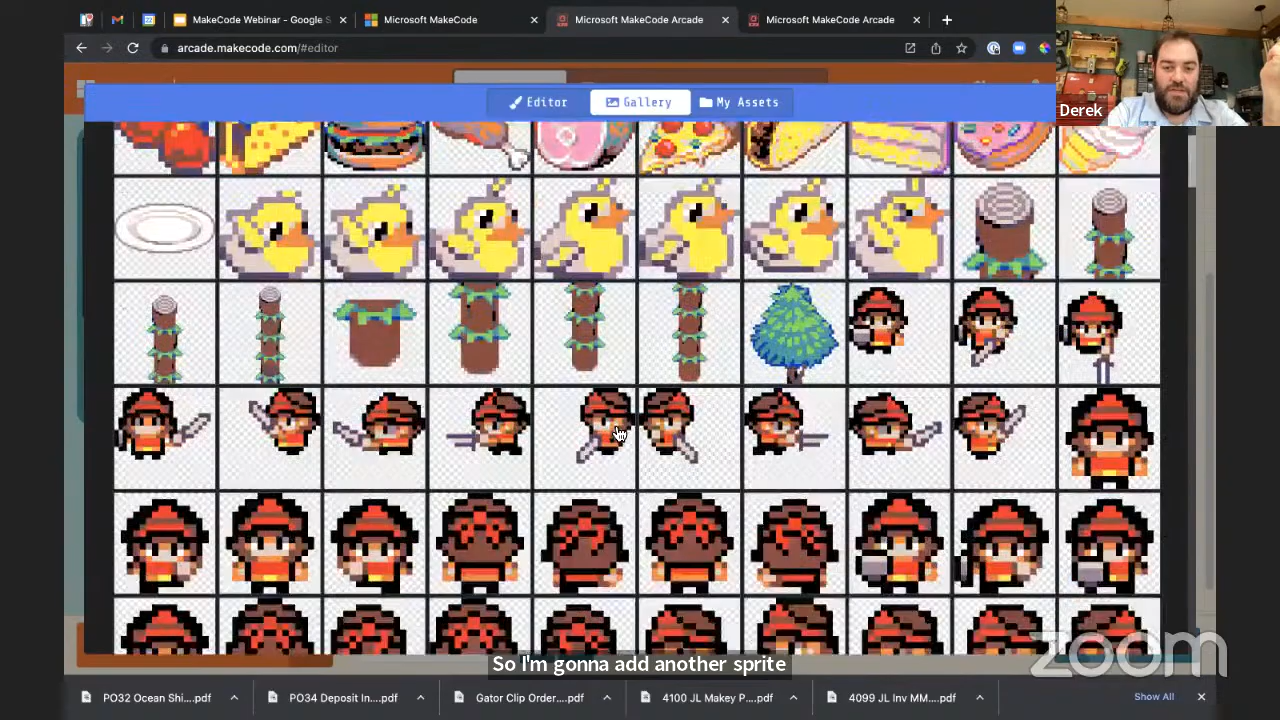 MakeCode Webinar - Google S
Microsoft MakeCode
Microsoft MakeCode Arcade
Microsoft MakeCode Arcade
arcade.makecode.com/#editor
Editor
Gallery
My Assets
Derek
So I'm gonna add another sprite
zoom
PO32 Ocean Shi....pdf
PO34 Deposit In....pdf
Gator Clip Order....pdf
4100 JL Makey P....pdf
4099 JL Inv MM....pdf
Show All